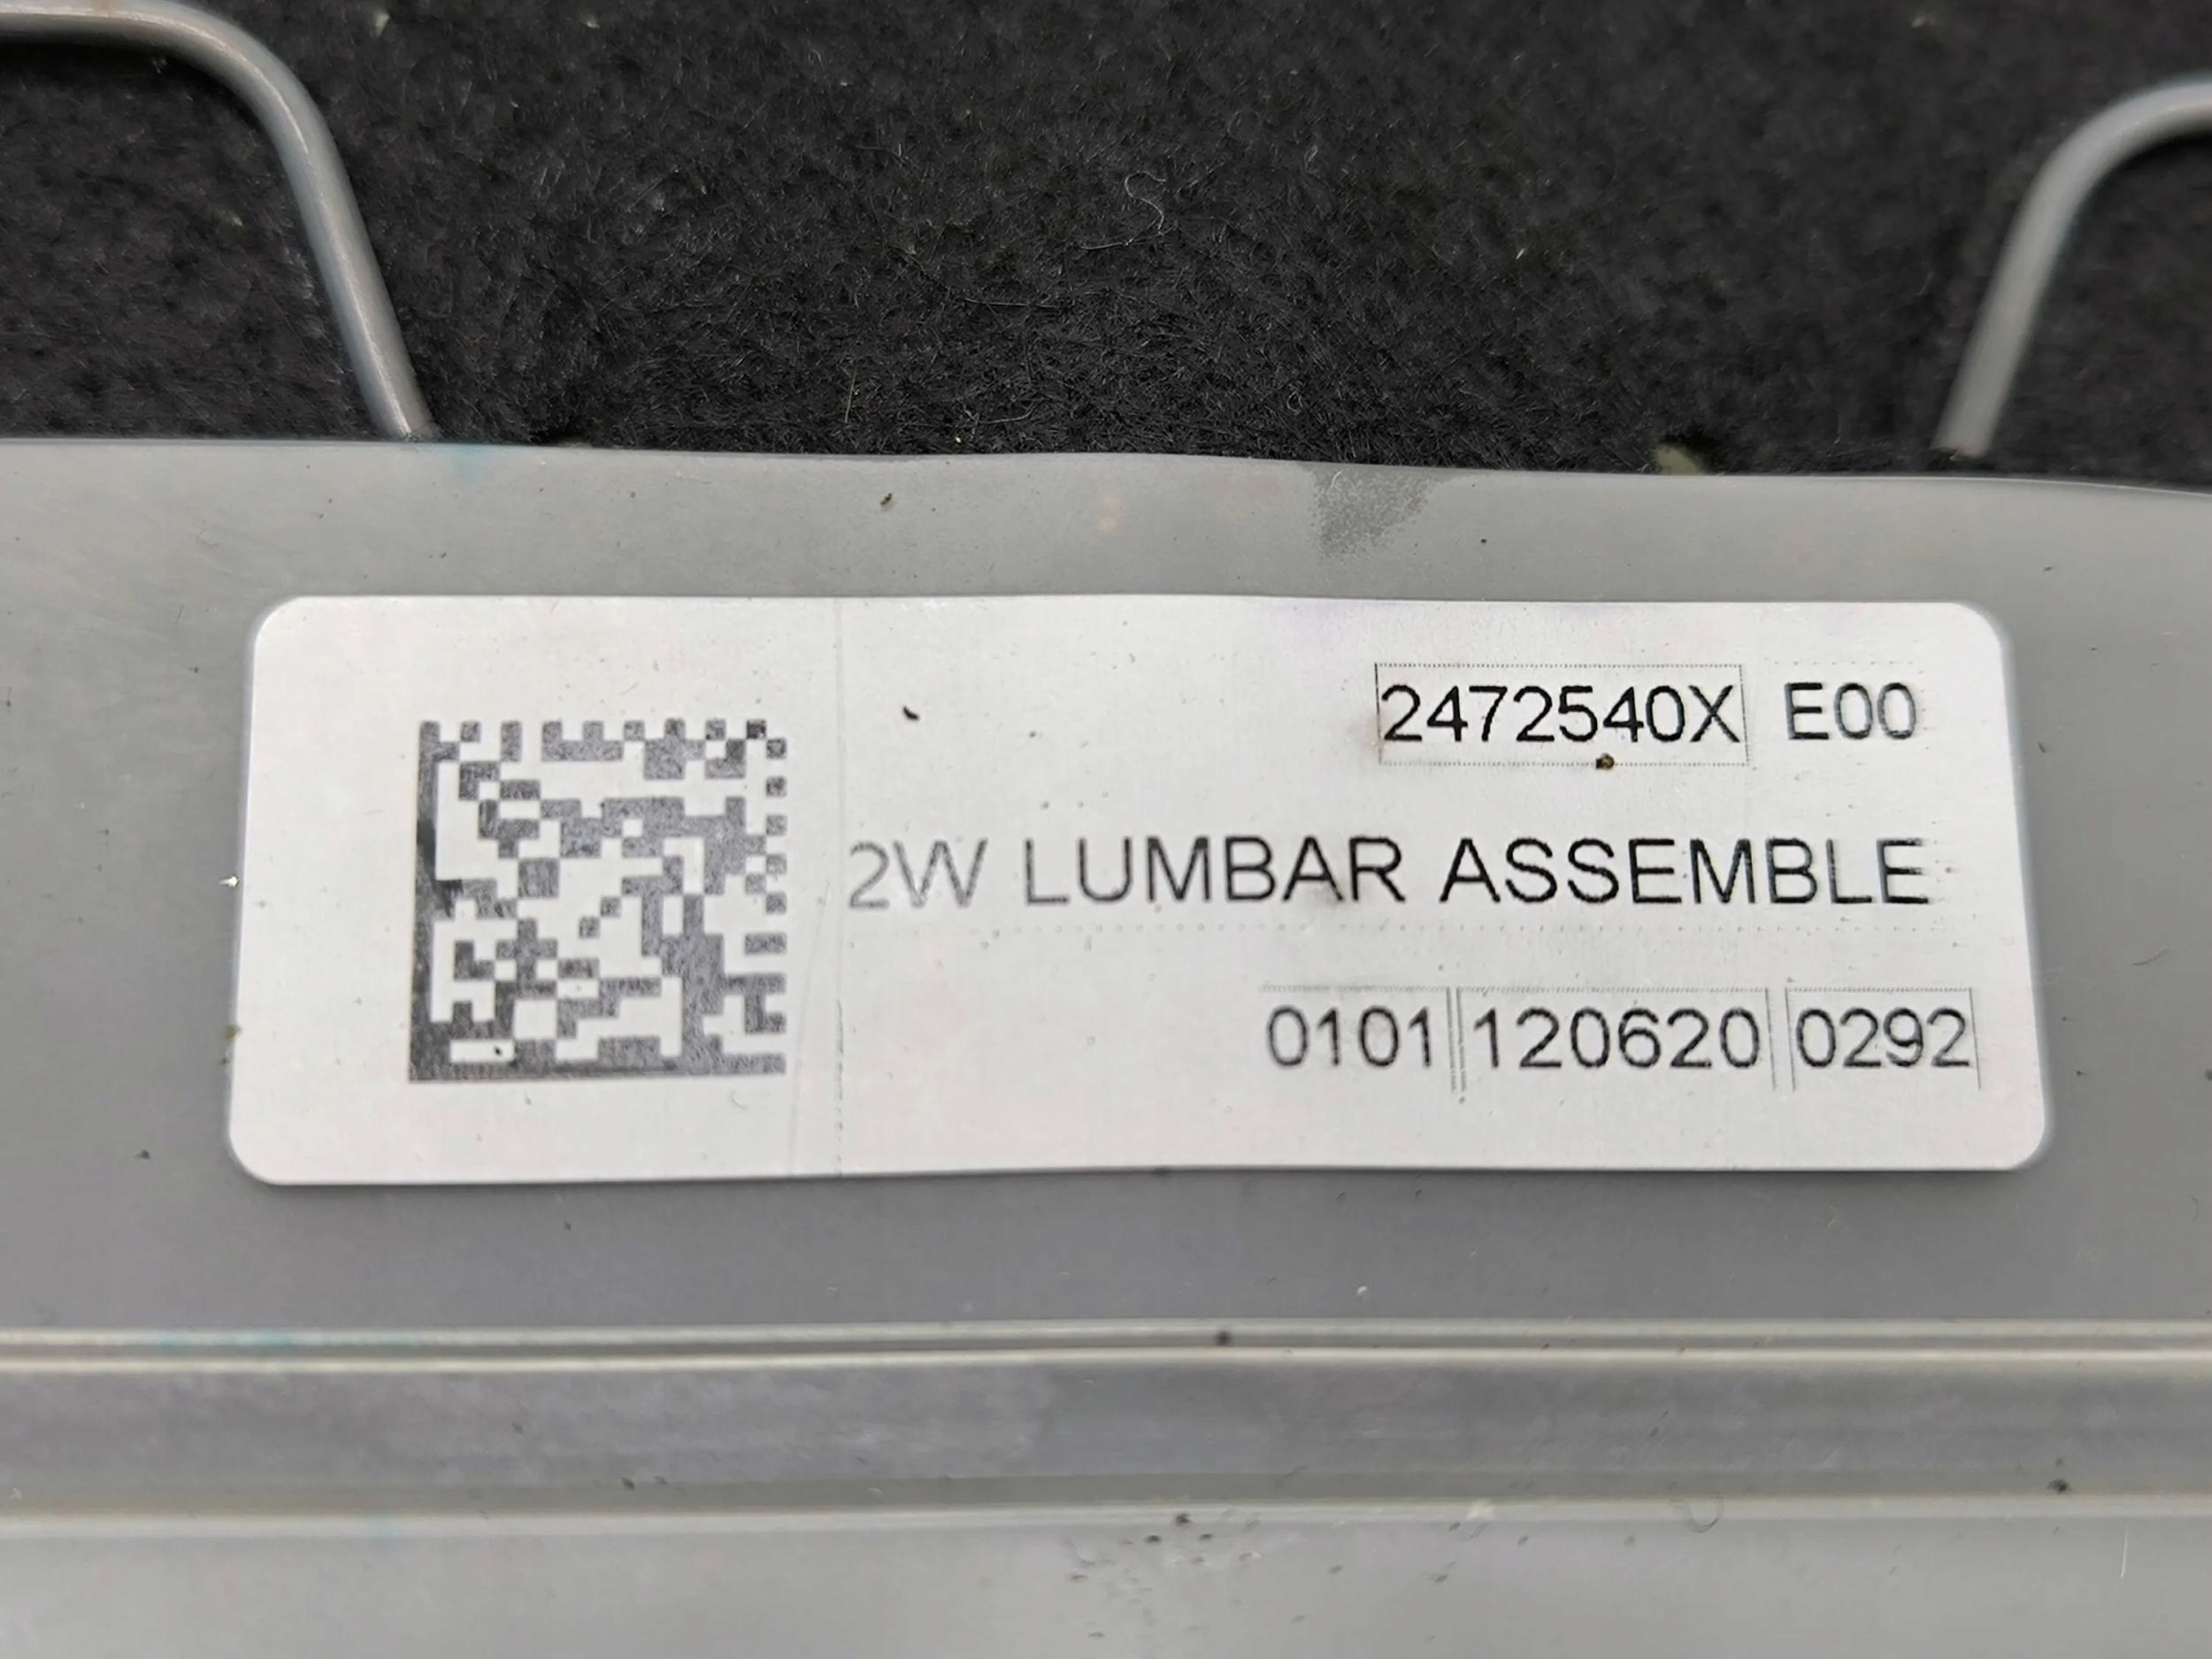 2472540X E00
2W LUMBAR ASSEMBLE
0101 120620 0292